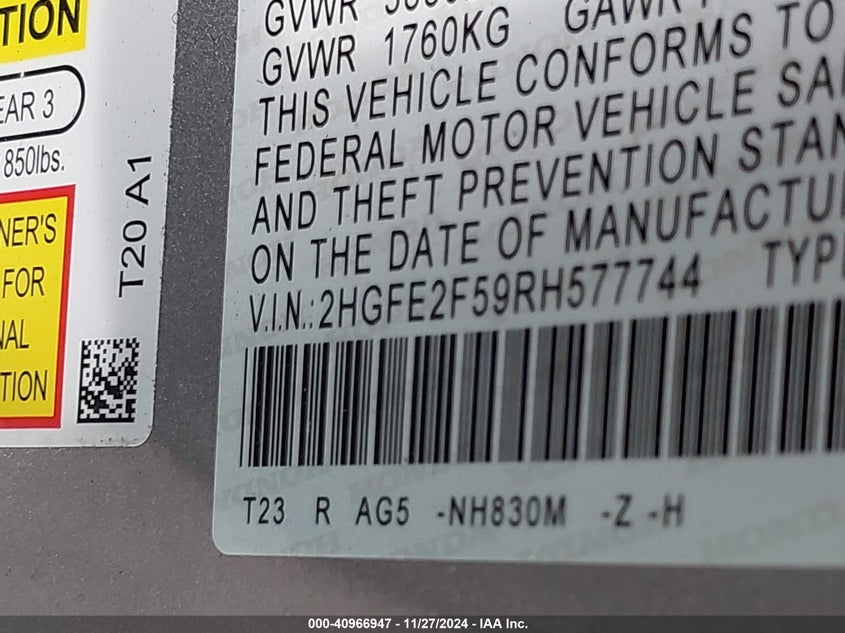 TION
EAR 3
850lbs.
NER'S
FOR
NAL
TION
T20 A1
GVWR
GVWR 1760KG GAWR
THIS VEHICLE CONFORMS TO
FEDERAL MOTOR VEHICLE SA
AND THEFT PREVENTION STAN
ON THE DATE OF MANUFACTU
V.I.N.:2HGFE2F59RH577744 TYP
T23 R AG5 -NH830M -Z -H
000-40966947 - 11/27/2024 - IAA Inc.